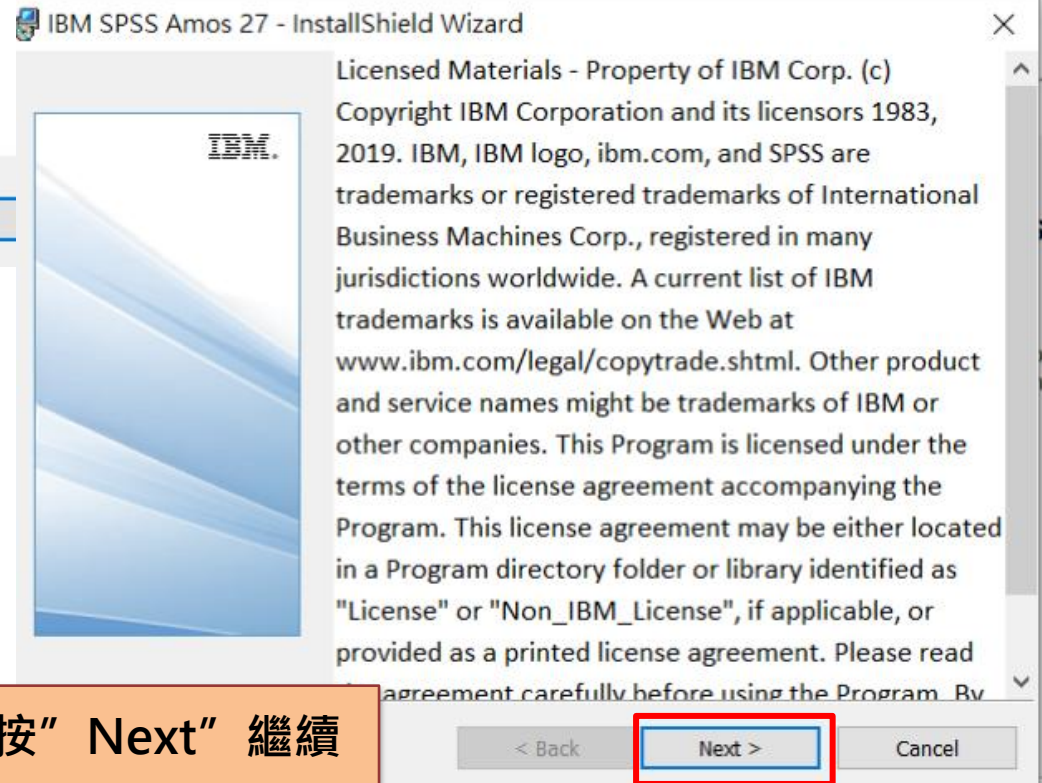 IBM SPSS Amos 27 - InstallShield Wizard
IBM.
Licensed Materials - Property of IBM Corp. (c)
Copyright IBM Corporation and its licensors 1983,
2019. IBM, IBM logo, ibm.com, and SPSS are
trademarks or registered trademarks of International
Business Machines Corp., registered in many
jurisdictions worldwide. A current list of IBM
trademarks is available on the Web at
www.ibm.com/legal/copytrade.shtml. Other product
and service names might be trademarks of IBM or
other companies. This Program is licensed under the
terms of the license agreement accompanying the
Program. This license agreement may be either located
in a Program directory folder or library identified as
"License" or "Non_IBM_License", if applicable, or
provided as a printed license agreement. Please read
agreement carefully before using the Program. By
按”Next”繼續
< Back
Next >
Cancel